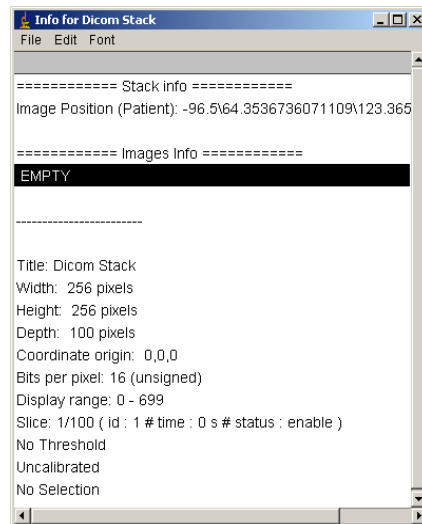 Info for Dicom Stack
File Edit Font
============ Stack info ============
Image Position (Patient): -96.5\64.3536736071109\123.365
============ Images Info ============
EMPTY
-----------------------
Title: Dicom Stack
Width: 256 pixels
Height: 256 pixels
Depth: 100 pixels
Coordinate origin: 0,0,0
Bits per pixel: 16 (unsigned)
Display range: 0 - 699
Slice: 1/100 ( id : 1 # time : 0 s # status : enable )
No Threshold
Uncalibrated
No Selection